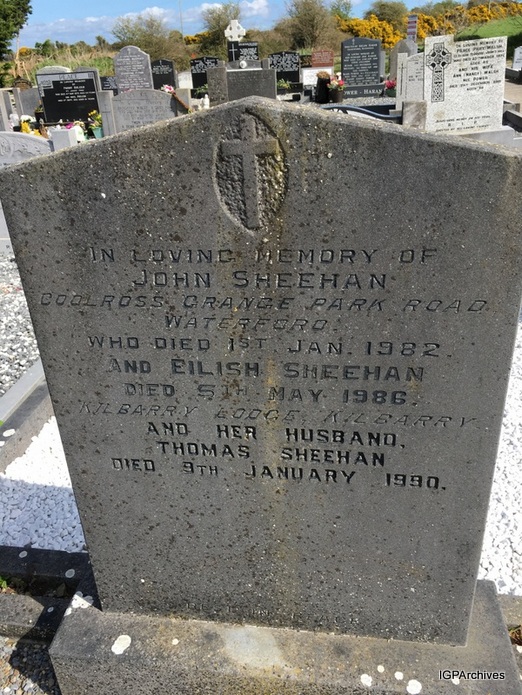 IN LOVING MEMORY OF
JOHN SHEEHAN
COOLROSS, GRANGE PARK ROAD
WATERFORD.
WHO DIED 1ST JAN. 1982.
AND EILISH SHEEHAN
DIED 5TH MAY 1986.
KILBARRY LODGE, KILBARRY
AND HER HUSBAND,
THOMAS SHEEHAN
DIED 9TH JANUARY 1990.
IGPArchives